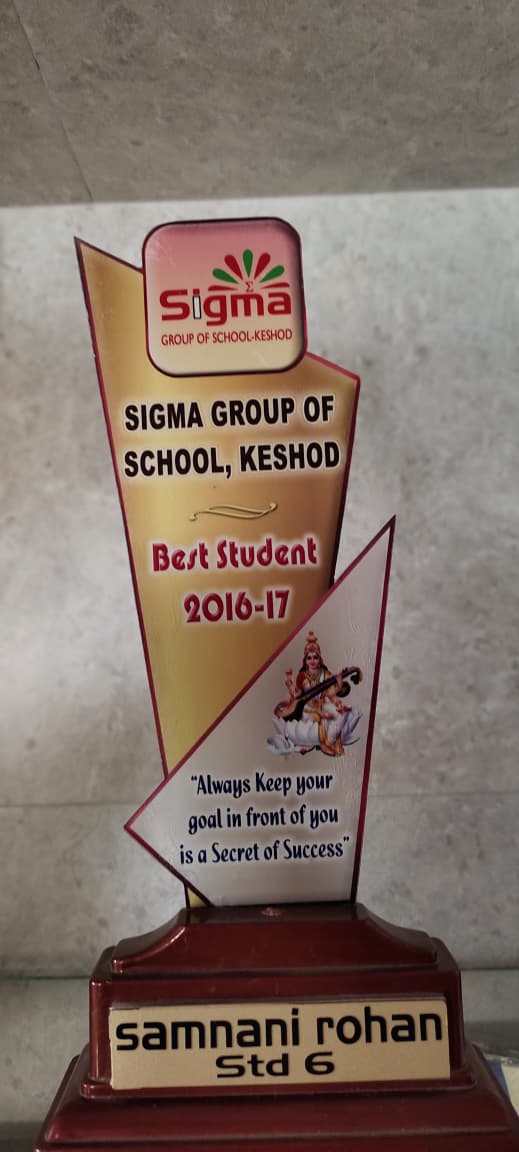 Σ
Sigma
GROUP OF SCHOOL-KESHOD
SIGMA GROUP OF
SCHOOL, KESHOD
Best Student
2016-17
"Always Keep your
goal in front of you
is a Secret of Success"
samnani rohan
Std 6